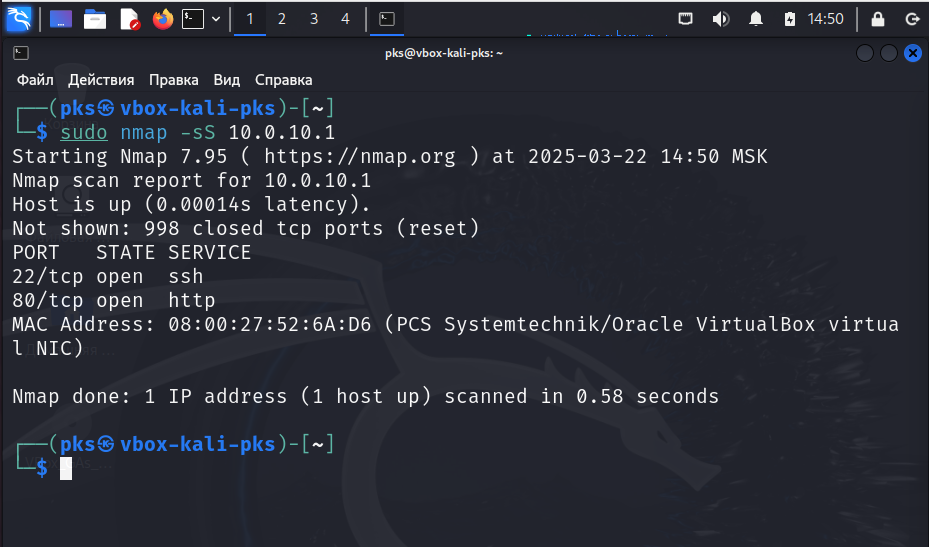 1 2 3 4 14:50
pks@vbox-kali-pks: ~
Файл Действия Правка Вид Справка
┌──(pks㉿vbox-kali-pks)-[~]
└─$ sudo nmap -sS 10.0.10.1
Starting Nmap 7.95 ( https://nmap.org ) at 2025-03-22 14:50 MSK
Nmap scan report for 10.0.10.1
Host is up (0.00014s latency).
Not shown: 998 closed tcp ports (reset)
PORT   STATE SERVICE
22/tcp open  ssh
80/tcp open  http
MAC Address: 08:00:27:52:6A:D6 (PCS Systemtechnik/Oracle VirtualBox virtua
l NIC)
Nmap done: 1 IP address (1 host up) scanned in 0.58 seconds
┌──(pks㉿vbox-kali-pks)-[~]
└─$